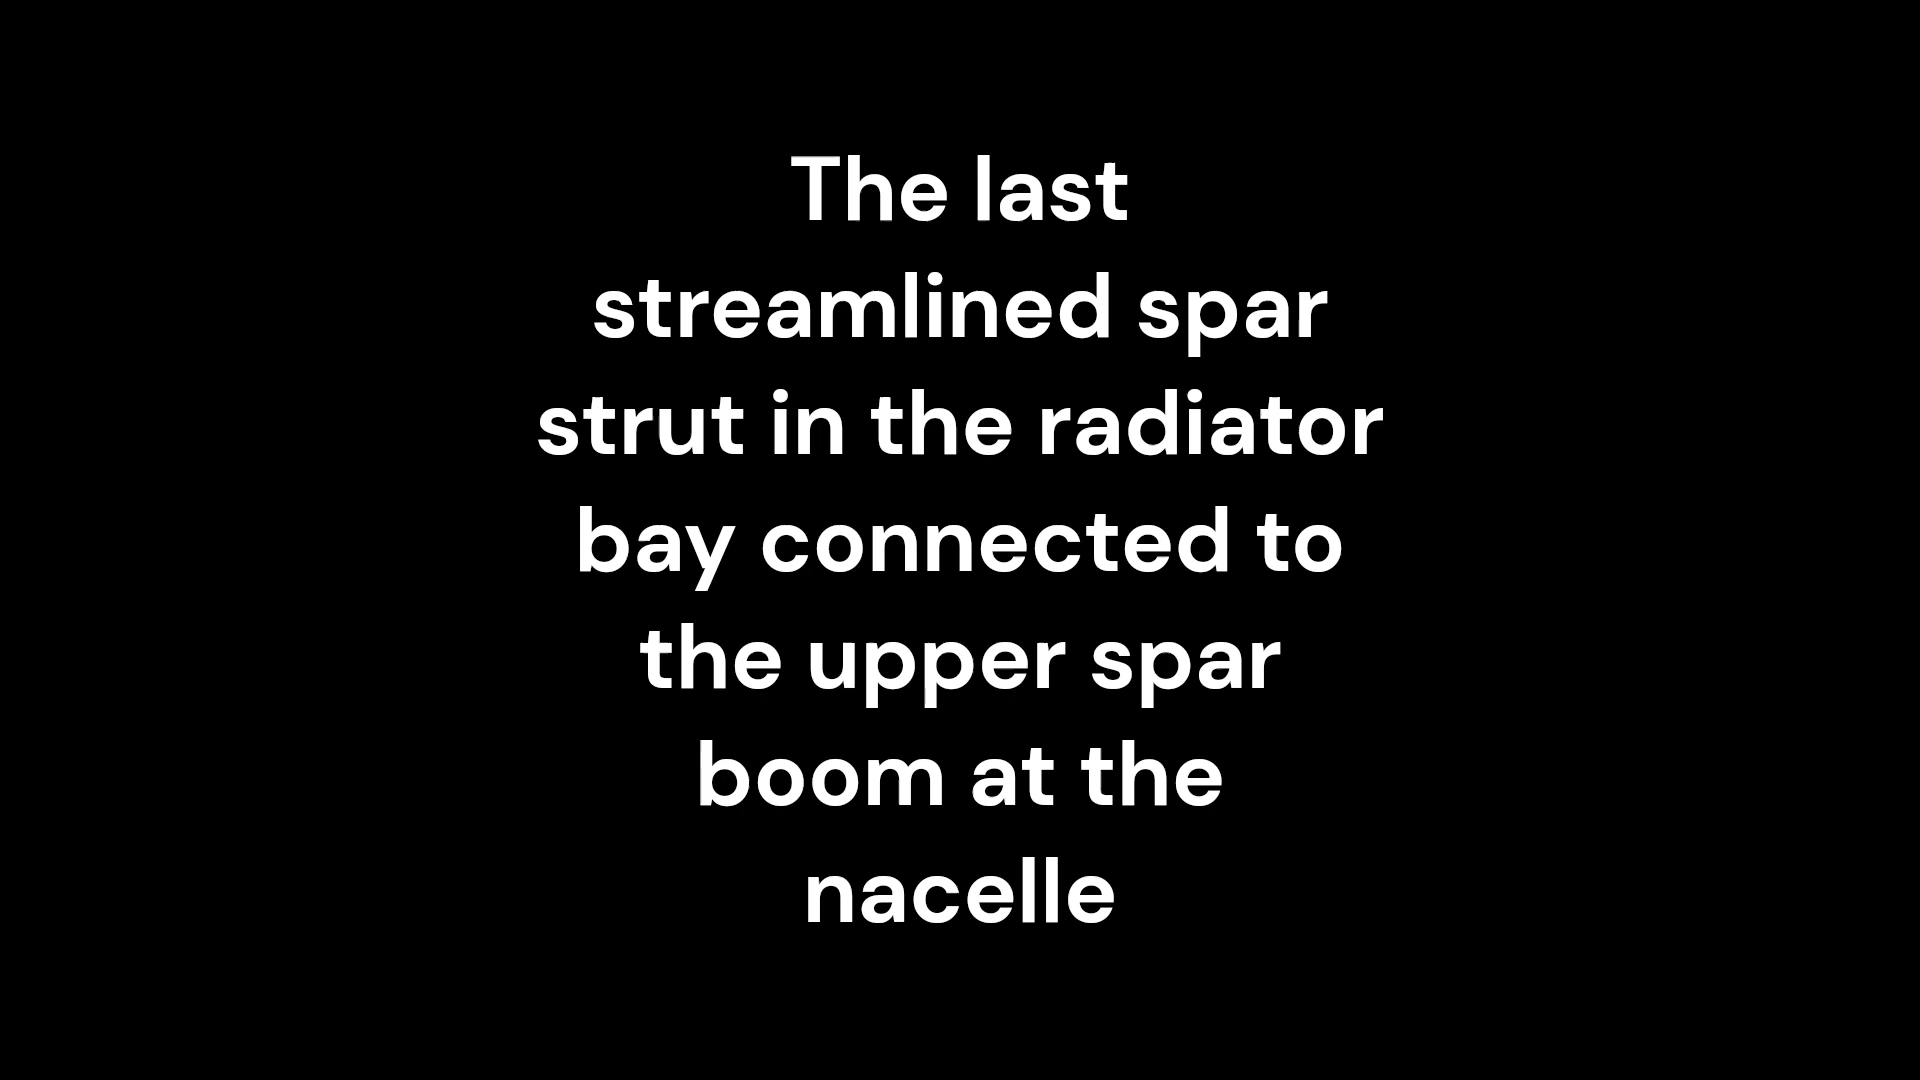 The last
streamlined spar
strut in the radiator
bay connected to
the upper spar
boom at the
nacelle